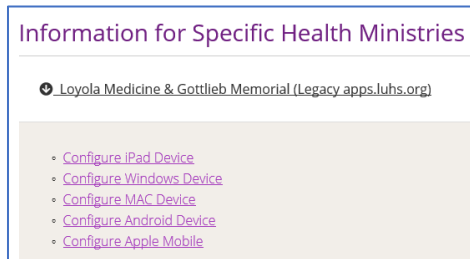 Information for Specific Health Ministries
Loyola Medicine & Gottlieb Memorial (Legacy apps.luhs.org)
Configure iPad Device
Configure Windows Device
Configure MAC Device
Configure Android Device
Configure Apple Mobile